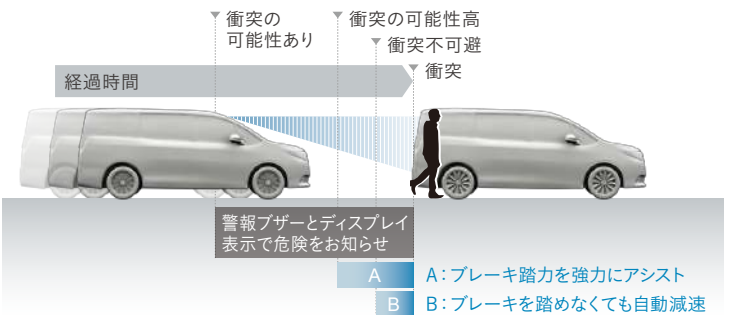 衝突の
可能性あり
衝突の可能性高
衝突不可避
衝突
経過時間
警報ブザーとディスプレイ
表示で危険をお知らせ
A
A：ブレーキ踏力を強力にアシスト
B
B：ブレーキを踏めなくても自動減速